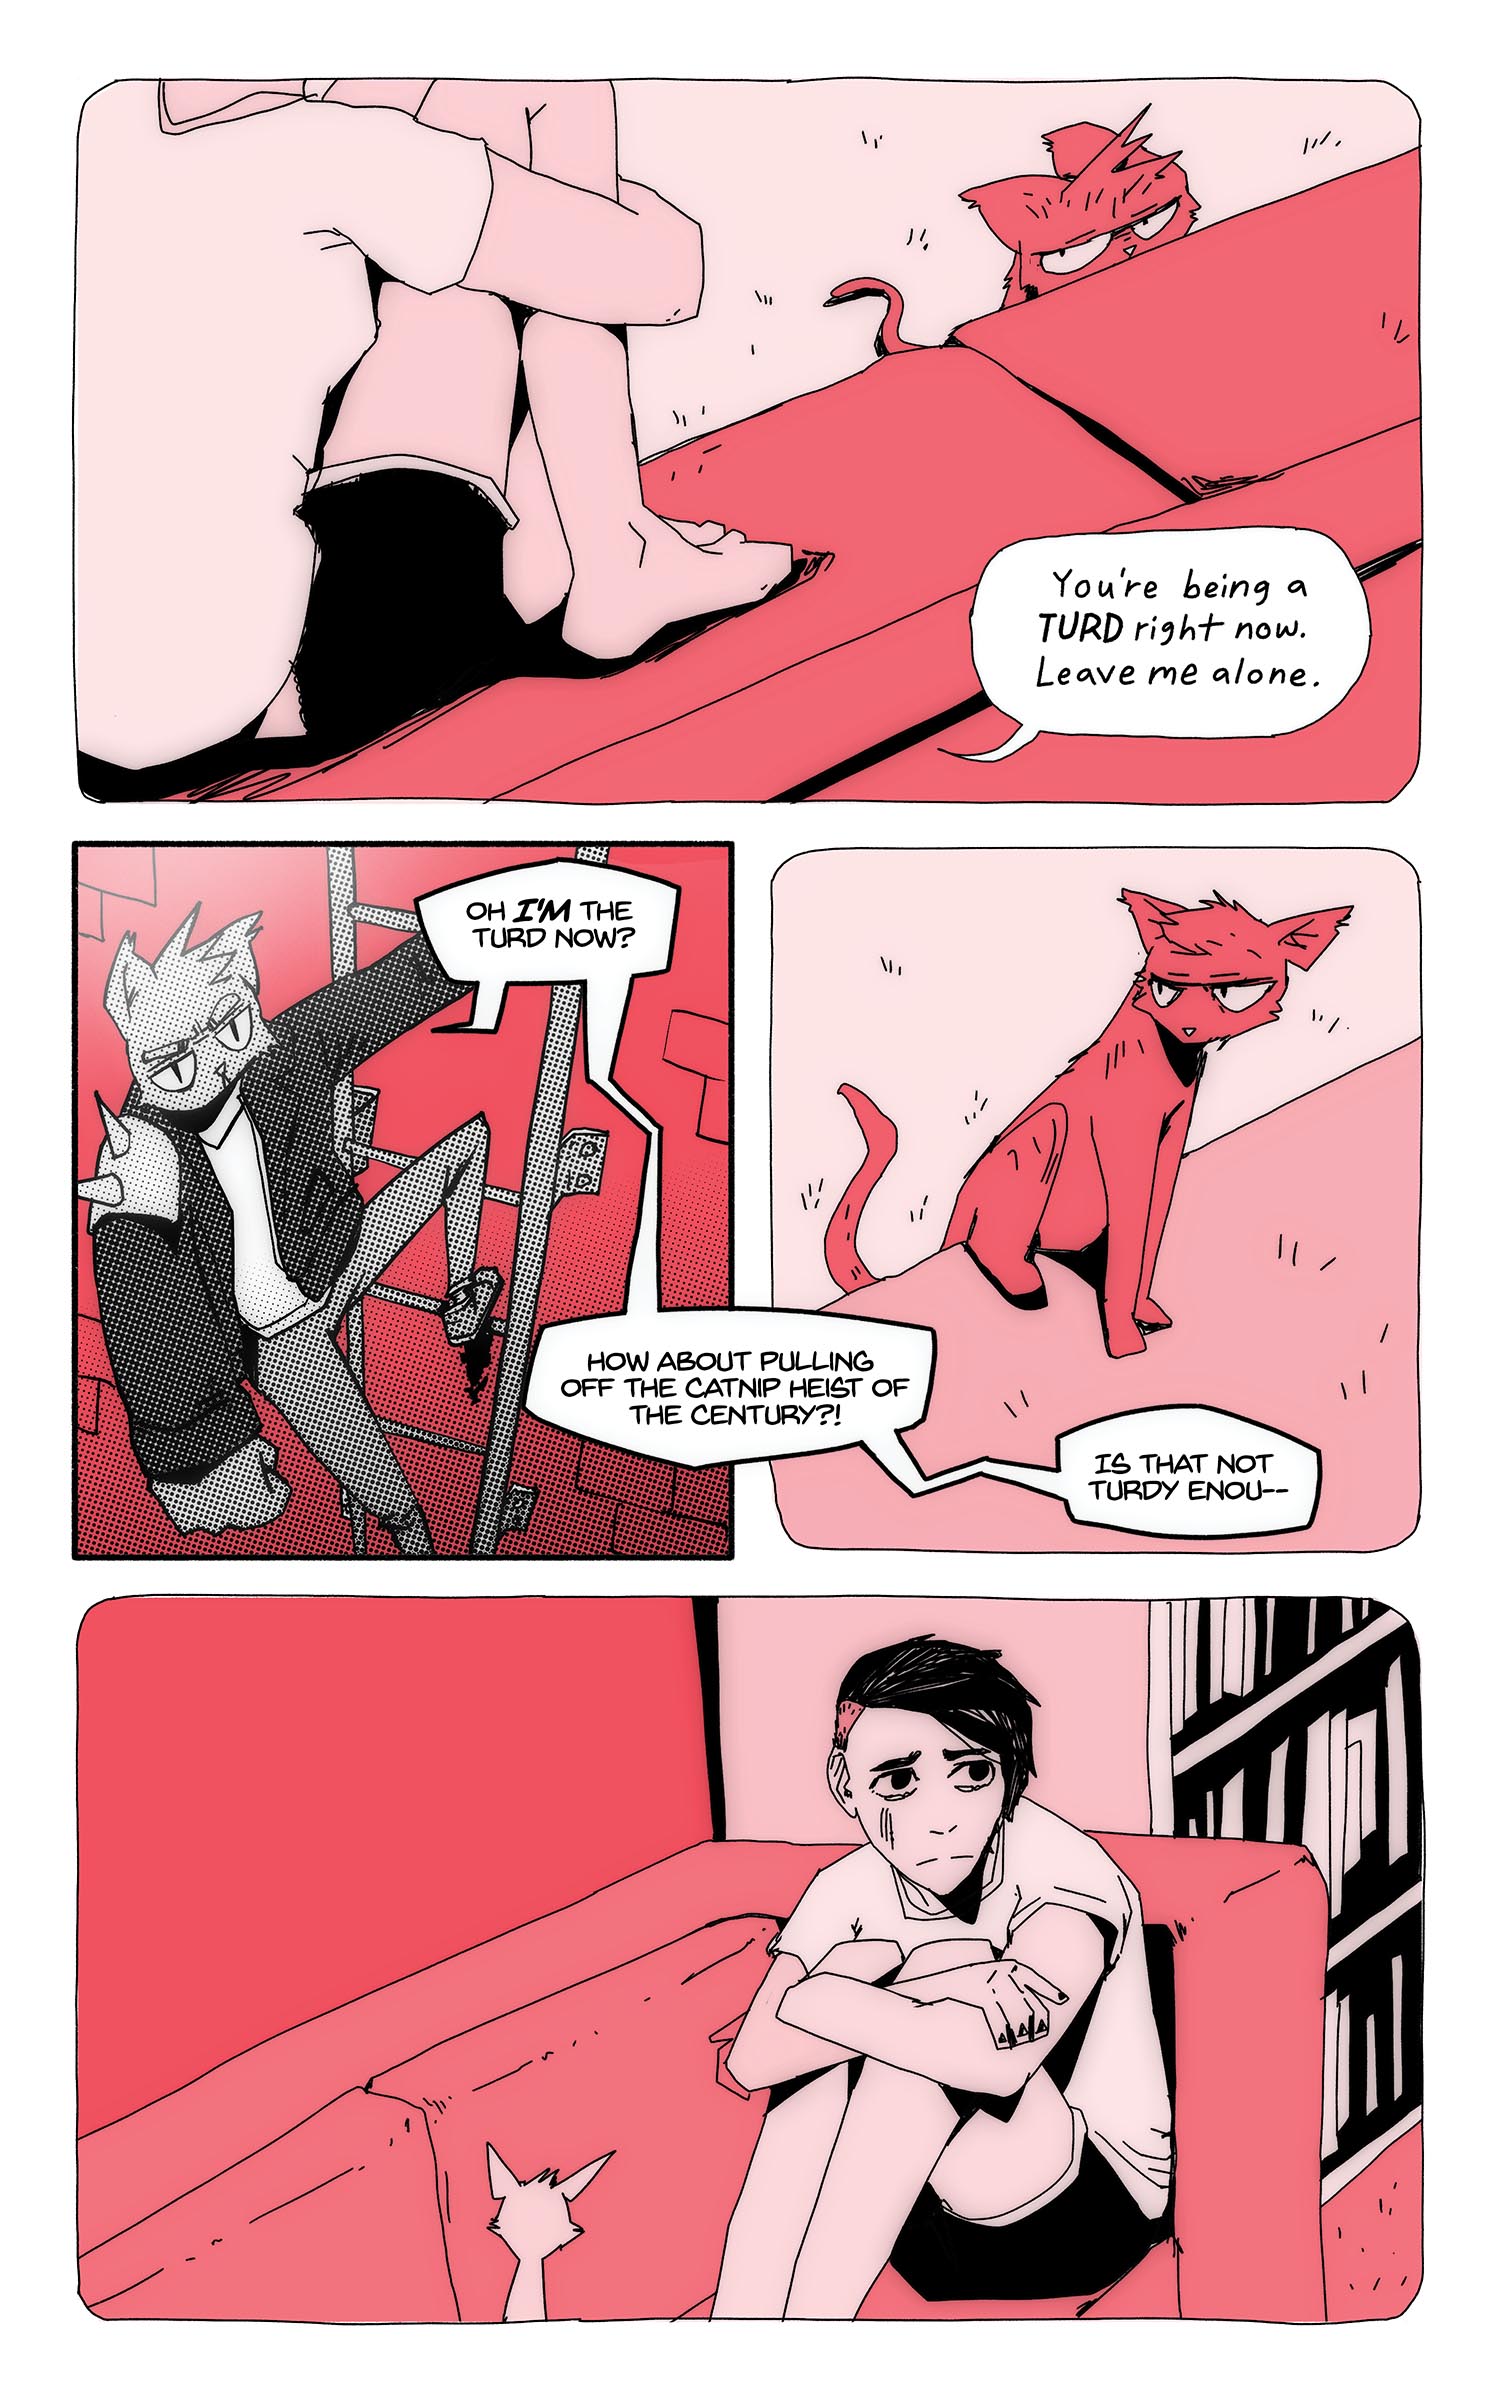 You're being a
TURD right now.
Leave me alone.
OH I'M THE
TURD NOW?
HOW ABOUT PULLING
OFF THE CATNIP HEIST OF
THE CENTURY?!
IS THAT NOT
TURDY ENOU--